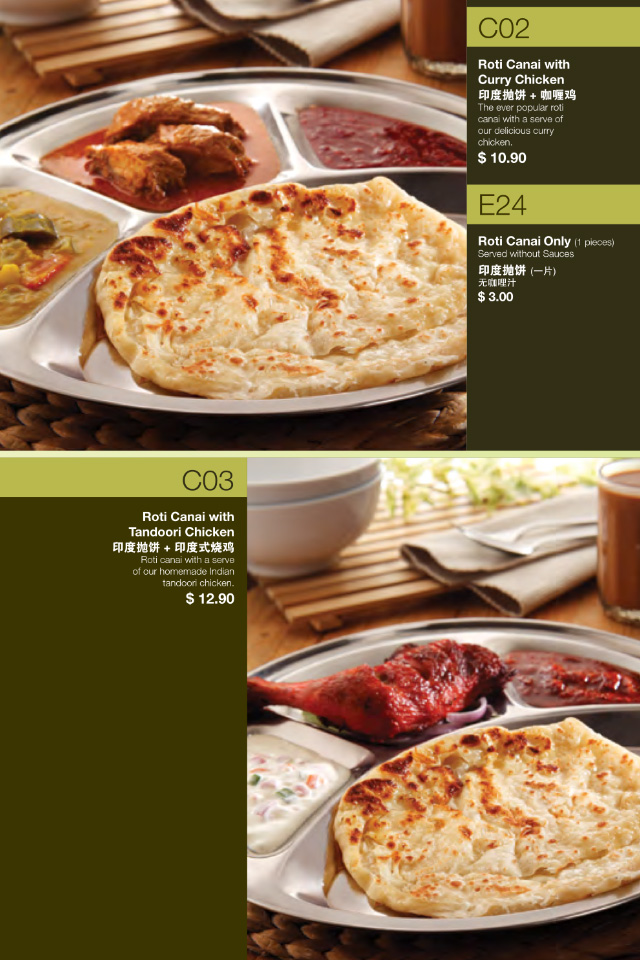 C02
Roti Canai with
Curry Chicken
印度抛饼 + 咖喱鸡
The ever popular roti
canai with a serve of
our delicious curry
chicken.
$ 10.90
E24
Roti Canai Only (1 pieces)
Served without Sauces
印度抛饼 (一片)
无咖哩汁
$ 3.00
C03
Roti Canai with
Tandoori Chicken
印度抛饼 + 印度式烧鸡
Roti canai with a serve
of our homemade Indian
tandoori chicken.
$ 12.90